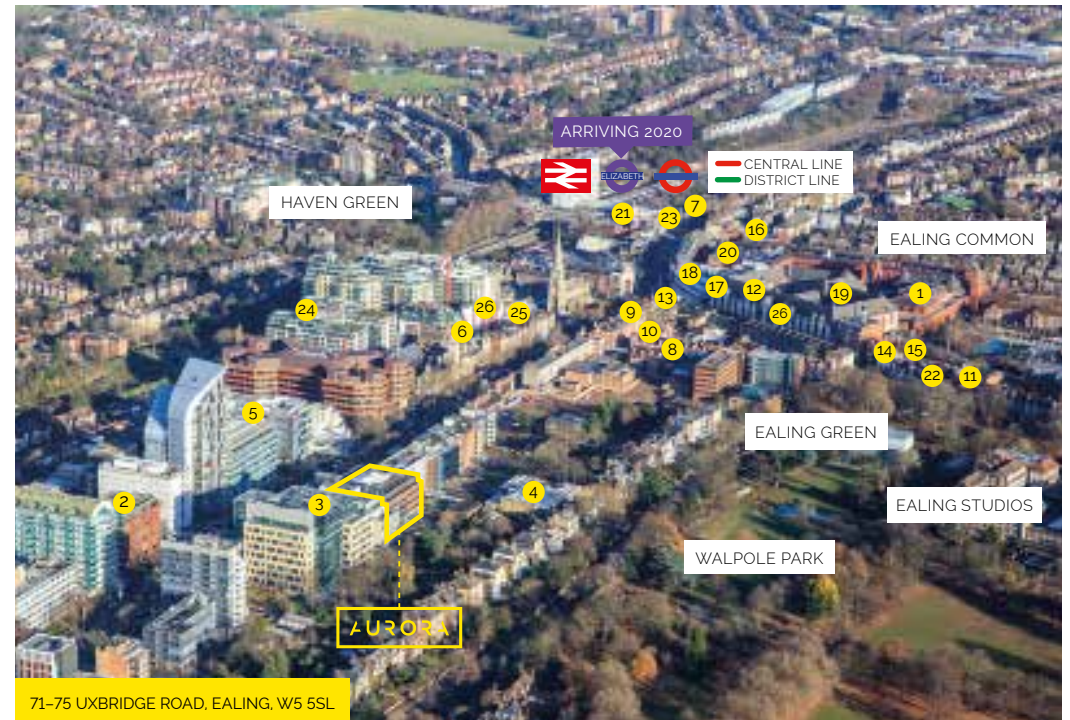 ARRIVING 2020
ELIZABETH
CENTRAL LINE
DISTRICT LINE
HAVEN GREEN
EALING COMMON
7
21
23
16
20
18
17
12
19
1
24
26
25
13
9
26
6
10
8
14
15
22
11
5
EALING GREEN
2
3
4
EALING STUDIOS
WALPOLE PARK
AURORA
71–75 UXBRIDGE ROAD, EALING, W5 5SL